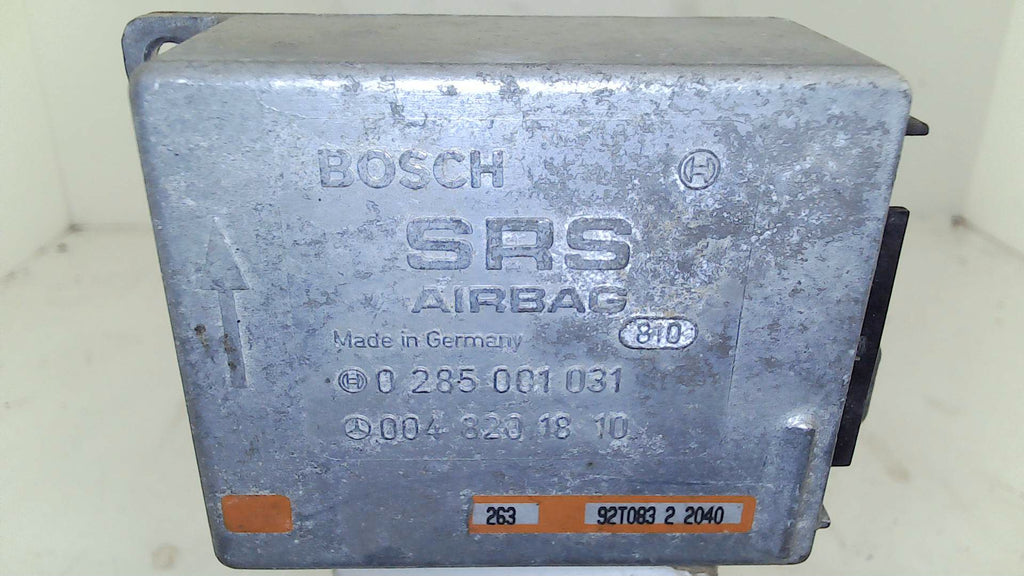 BOSCH
SRS
AIRBAG
Made in Germany 810
0 285 001 031
004 820 18 10
263 92T083 2 2040